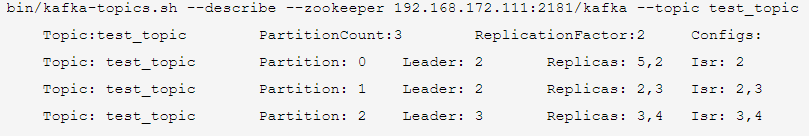 bin/kafka-topics.sh --describe --zookeeper 192.168.172.111:2181/kafka --topic test_topic
Topic:test_topic PartitionCount:3 ReplicationFactor:2 Configs:
Topic: test_topic Partition: 0 Leader: 2 Replicas: 5,2 Isr: 2
Topic: test_topic Partition: 1 Leader: 2 Replicas: 2,3 Isr: 2,3
Topic: test_topic Partition: 2 Leader: 3 Replicas: 3,4 Isr: 3,4